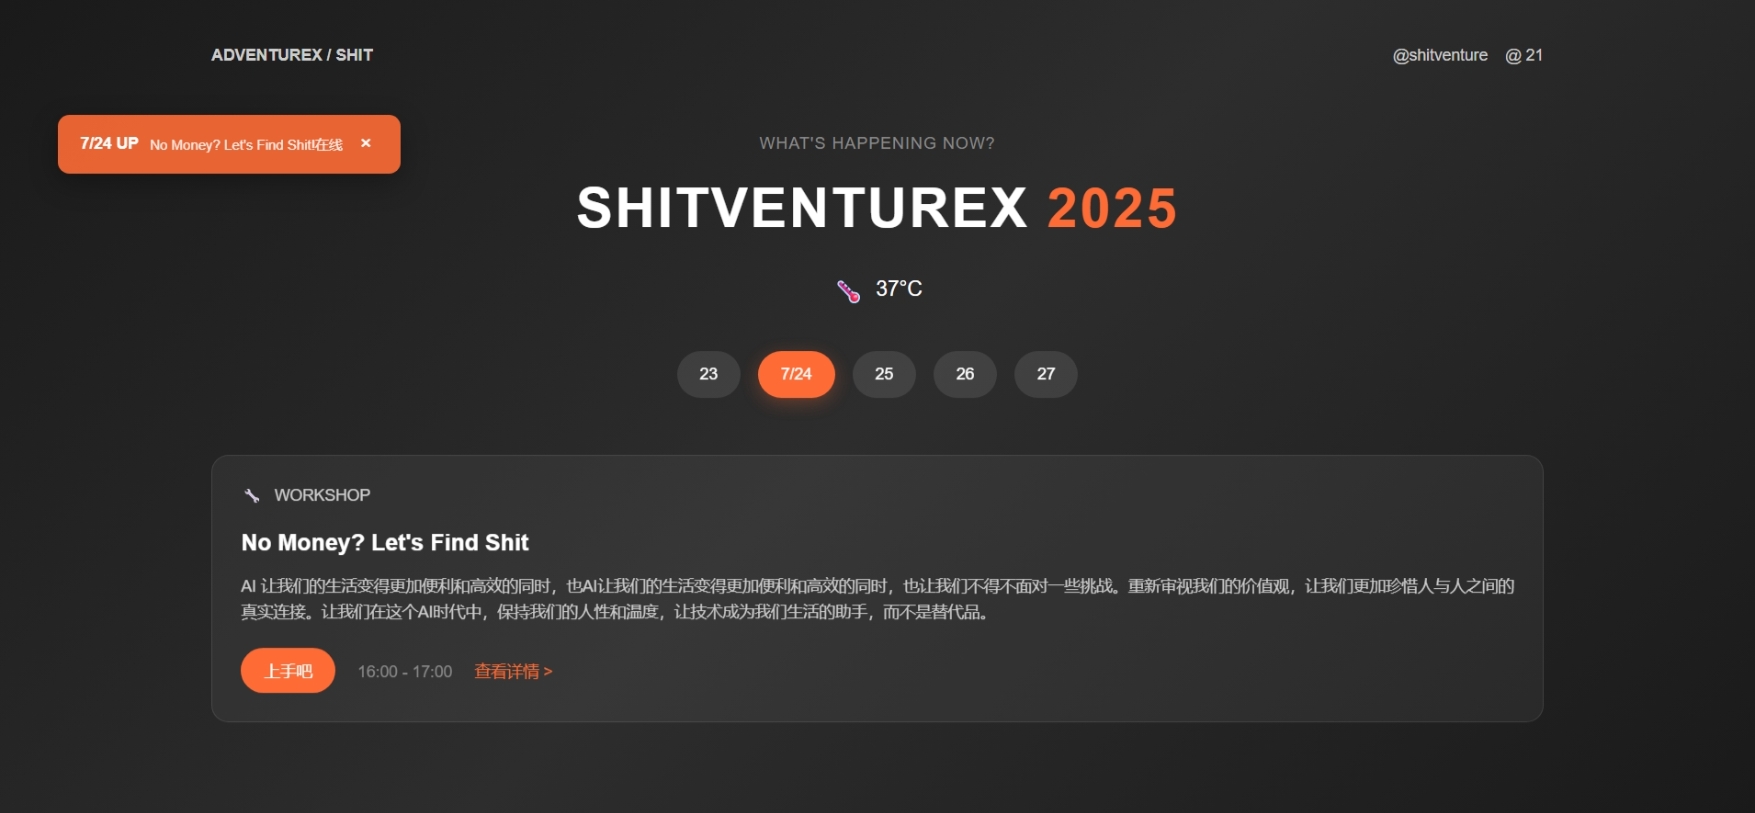 ADVENTUREX / SHIT
@shitventure @ 21
7/24 UP No Money? Let's Find Shit!在线 ×
WHAT'S HAPPENING NOW?
SHITVENTUREX 2025
37°C
23 7/24 25 26 27
WORKSHOP
No Money? Let's Find Shit
AI 让我们的生活变得更加便利和高效的同时，也AI让我们的生活变得更加便利和高效的同时，也让我们不得不面对一些挑战。重新审视我们的价值观，让我们更加珍惜人与人之间的
真实连接。让我们在这个AI时代中，保持我们的人性和温度，让技术成为我们生活的助手，而不是替代品。
上手吧 16:00 - 17:00 查看详情 >